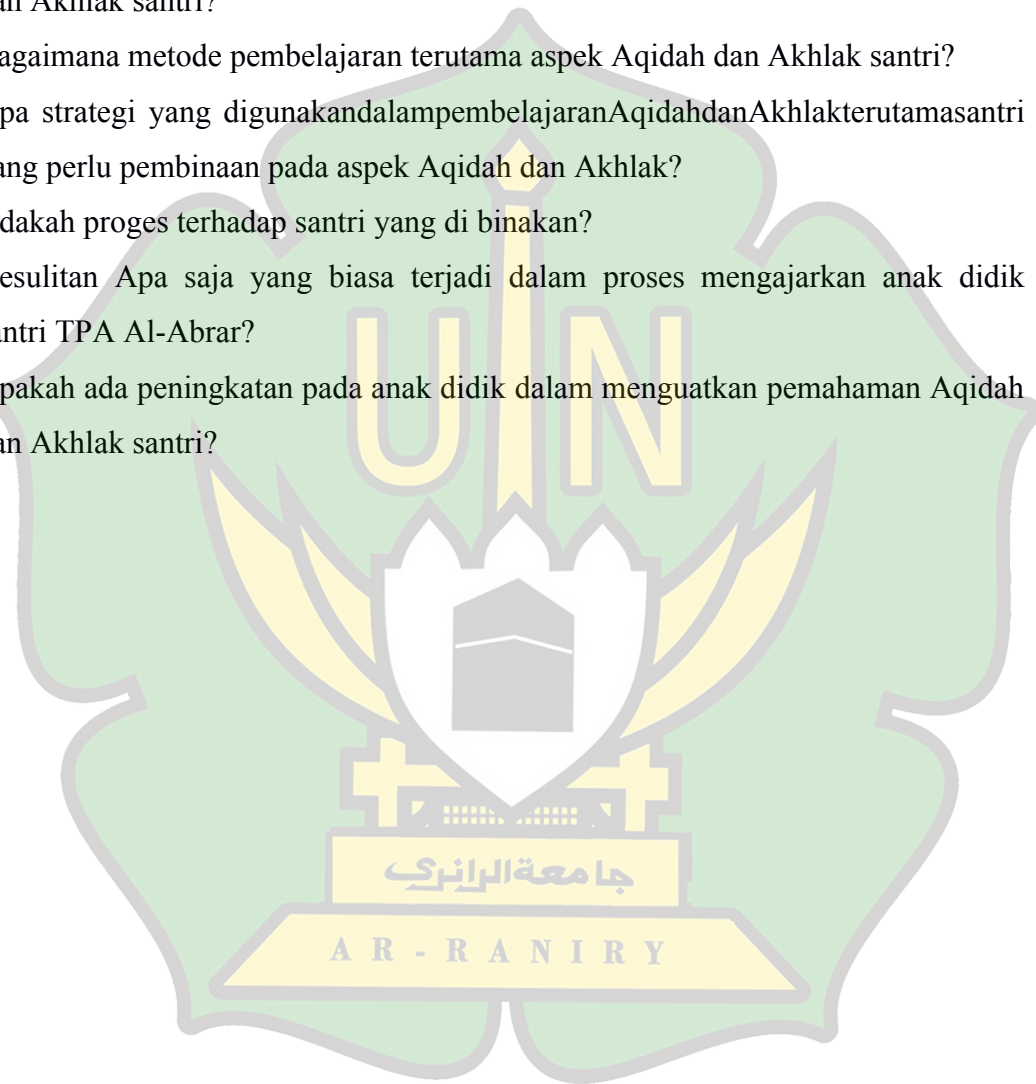 an Akhlak santri?
agaimana metode pembelajaran terutama aspek Aqidah dan Akhlak santri?
pa strategi yang digunakandalampembelajaranAqidahdanAkhlakterutamasantri
ang perlu pembinaan pada aspek Aqidah dan Akhlak?
dakah proges terhadap santri yang di binakan?
esulitan Apa saja yang biasa terjadi dalam proses mengajarkan anak didik
antri TPA Al-Abrar?
pakah ada peningkatan pada anak didik dalam menguatkan pemahaman Aqidah
an Akhlak santri?
UIN
جامعة الرانري
AR-RANIRY